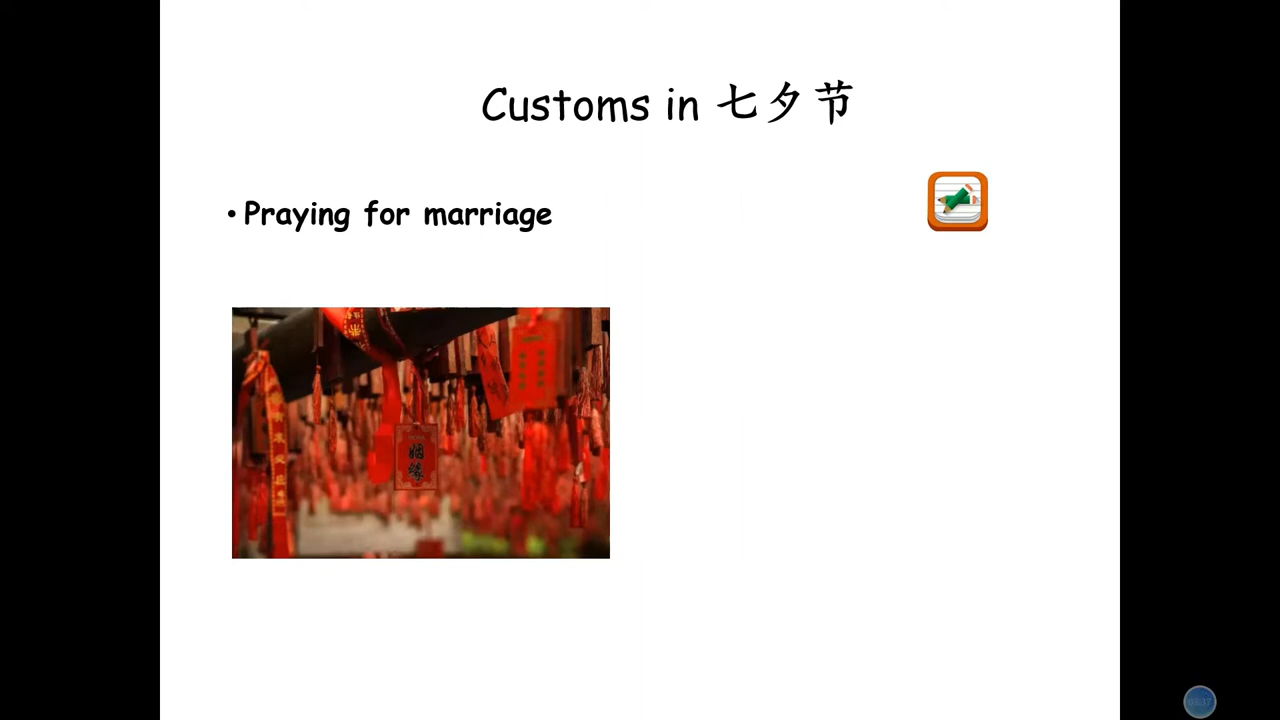 Customs in 七夕节
• Praying for marriage
姻
缘